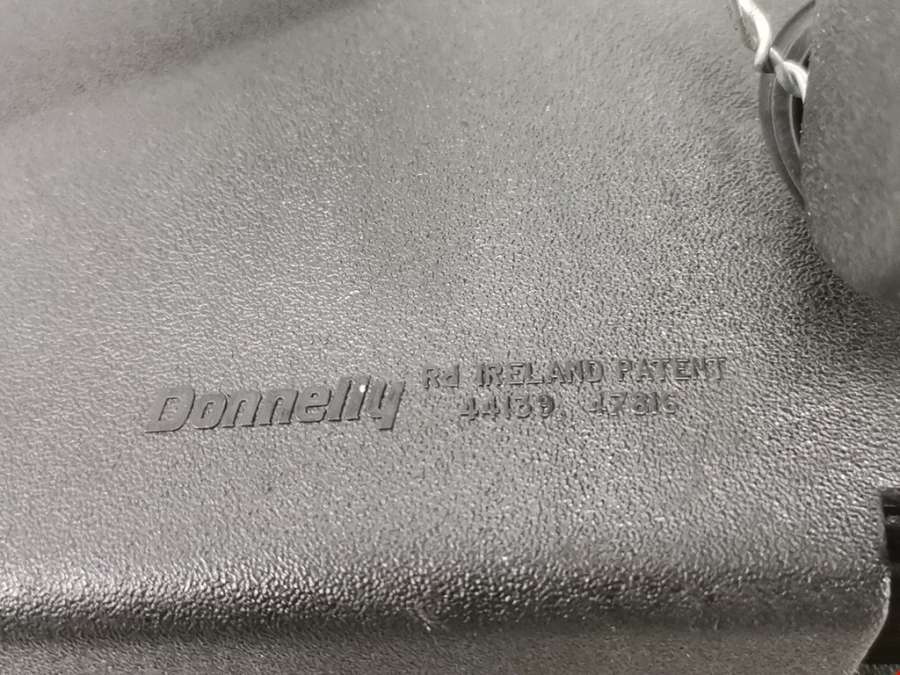 Donnelly
Rd IRELAND PATENT
44139 47816